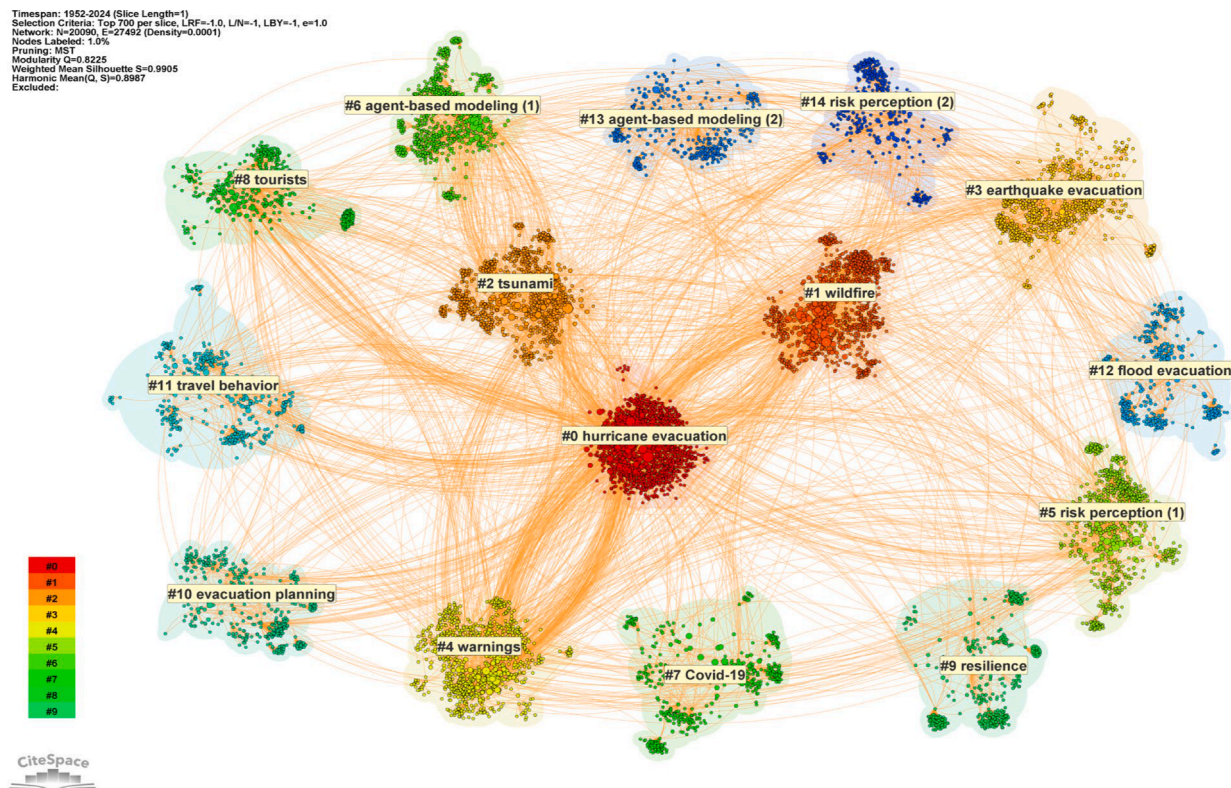 Timespan: 1952-2024 (Slice Length=1)
Selection Criteria: Top 700 per slice, LRF=-1.0, L/N=-1, LBY=-1, e=1.0
Network: N=20090, E=27492 (Density=0.0001)
Nodes Labeled: 1.0%
Pruning: MST
Modularity Q=0.8225
Weighted Mean Silhouette S=0.9905
Harmonic Mean(Q, S)=0.8987
Excluded:
#6 agent-based modeling (1)
#13 agent-based modeling (2)
#14 risk perception (2)
#8 tourists
#3 earthquake evacuation
#2 tsunami
#1 wildfire
#11 travel behavior
#12 flood evacuation
#0 hurricane evacuation
#5 risk perception (1)
#10 evacuation planning
#4 warnings
#7 Covid-19
#9 resilience
#0
#1
#2
#3
#4
#5
#6
#7
#8
#9
CiteSpace